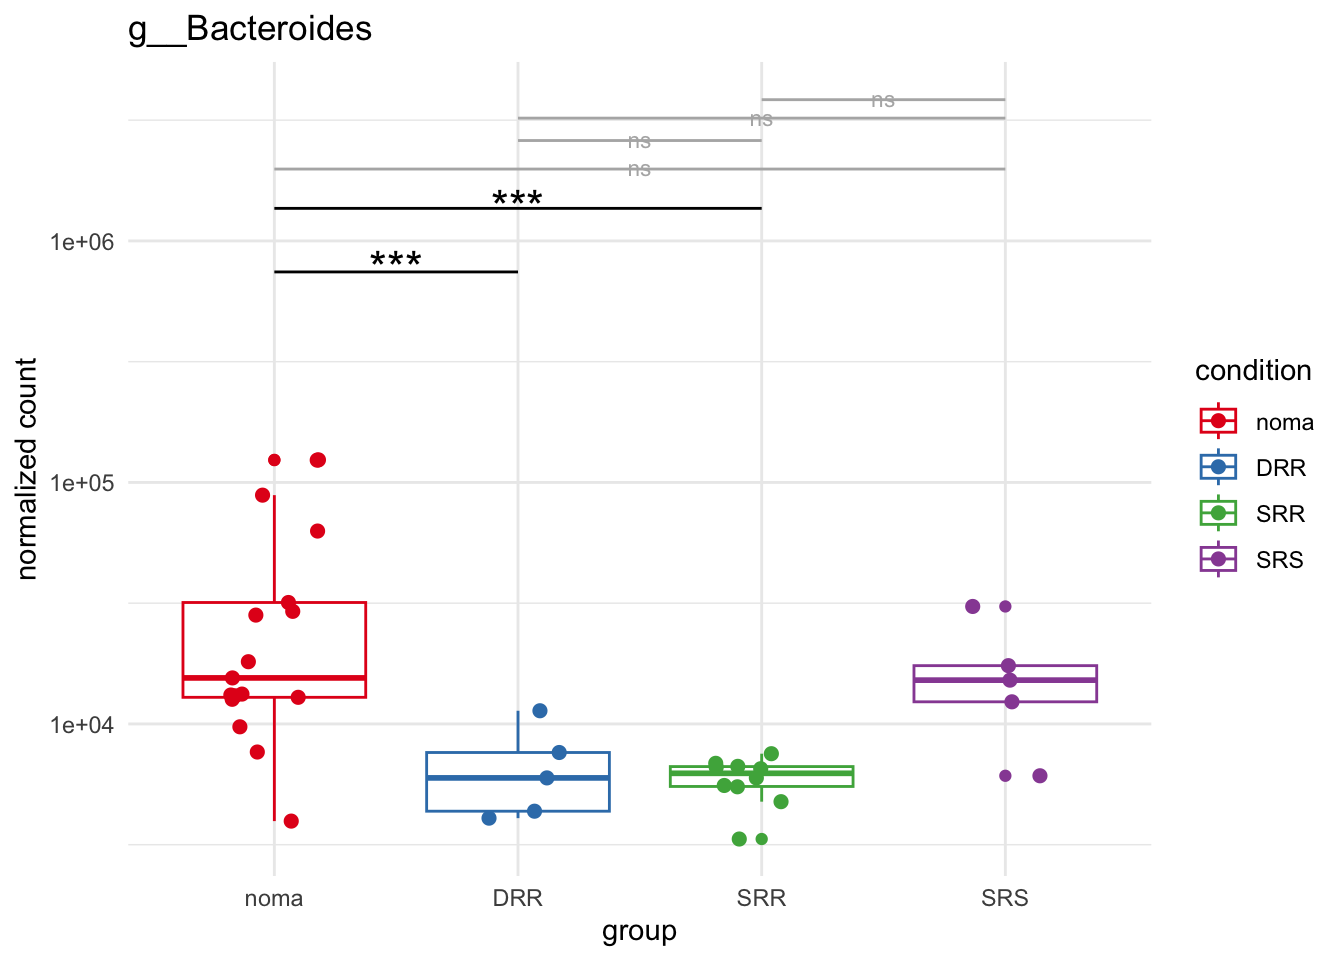 g__Bacteroides
ns
ns
ns
ns
***
***
1e+06
1e+05
1e+04
normalized count
noma
DRR
SRR
SRS
group
condition
noma
DRR
SRR
SRS